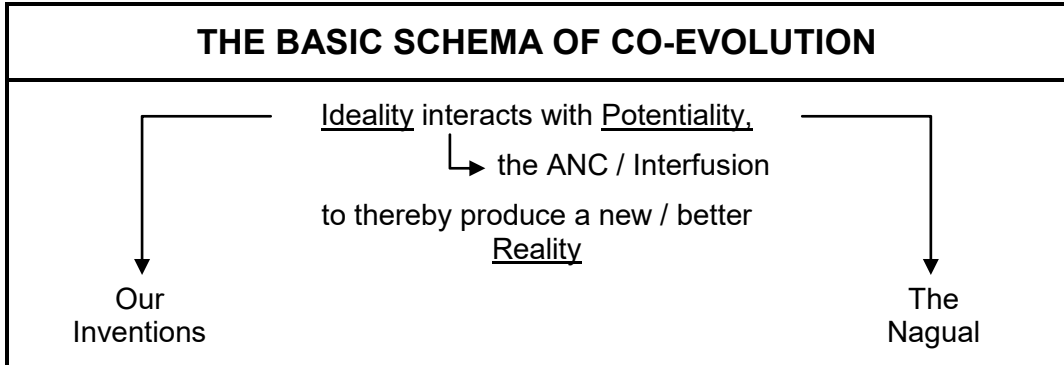 THE BASIC SCHEMA OF CO-EVOLUTION
Ideality interacts with Potentiality,
the ANC / Interfusion
to thereby produce a new / better
Reality
Our
Inventions
The
Nagual